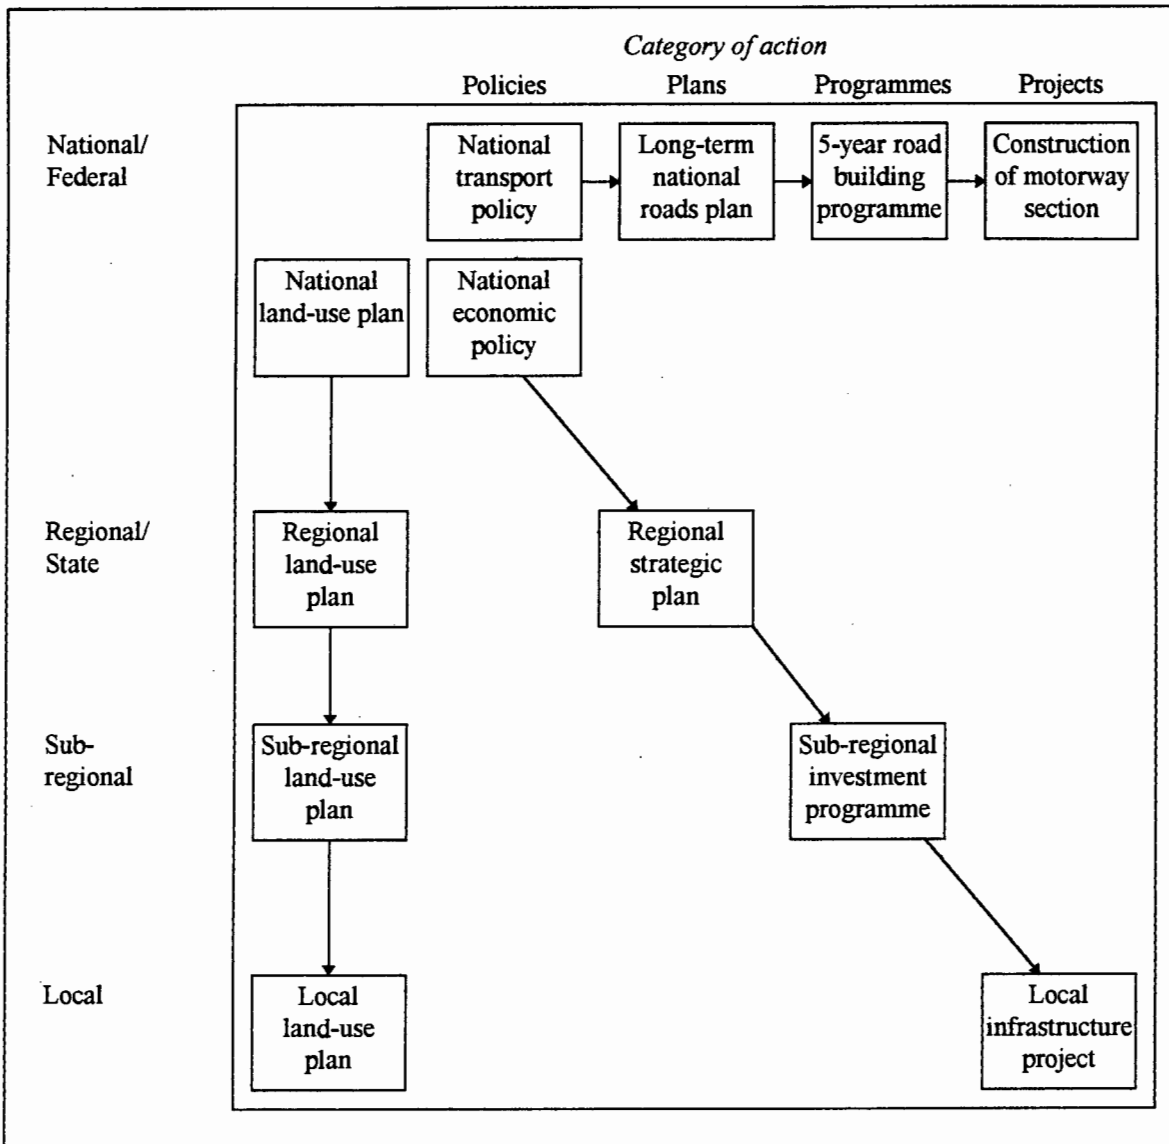 Category of action
Policies Plans Programmes Projects
National/
Federal
National
transport
policy
Long-term
national
roads plan
5-year road
building
programme
Construction
of motorway
section
National
land-use plan
National
economic
policy
Regional/
State
Regional
land-use
plan
Regional
strategic
plan
Sub-
regional
Sub-regional
land-use
plan
Sub-regional
investment
programme
Local
Local
land-use
plan
Local
infrastructure
project